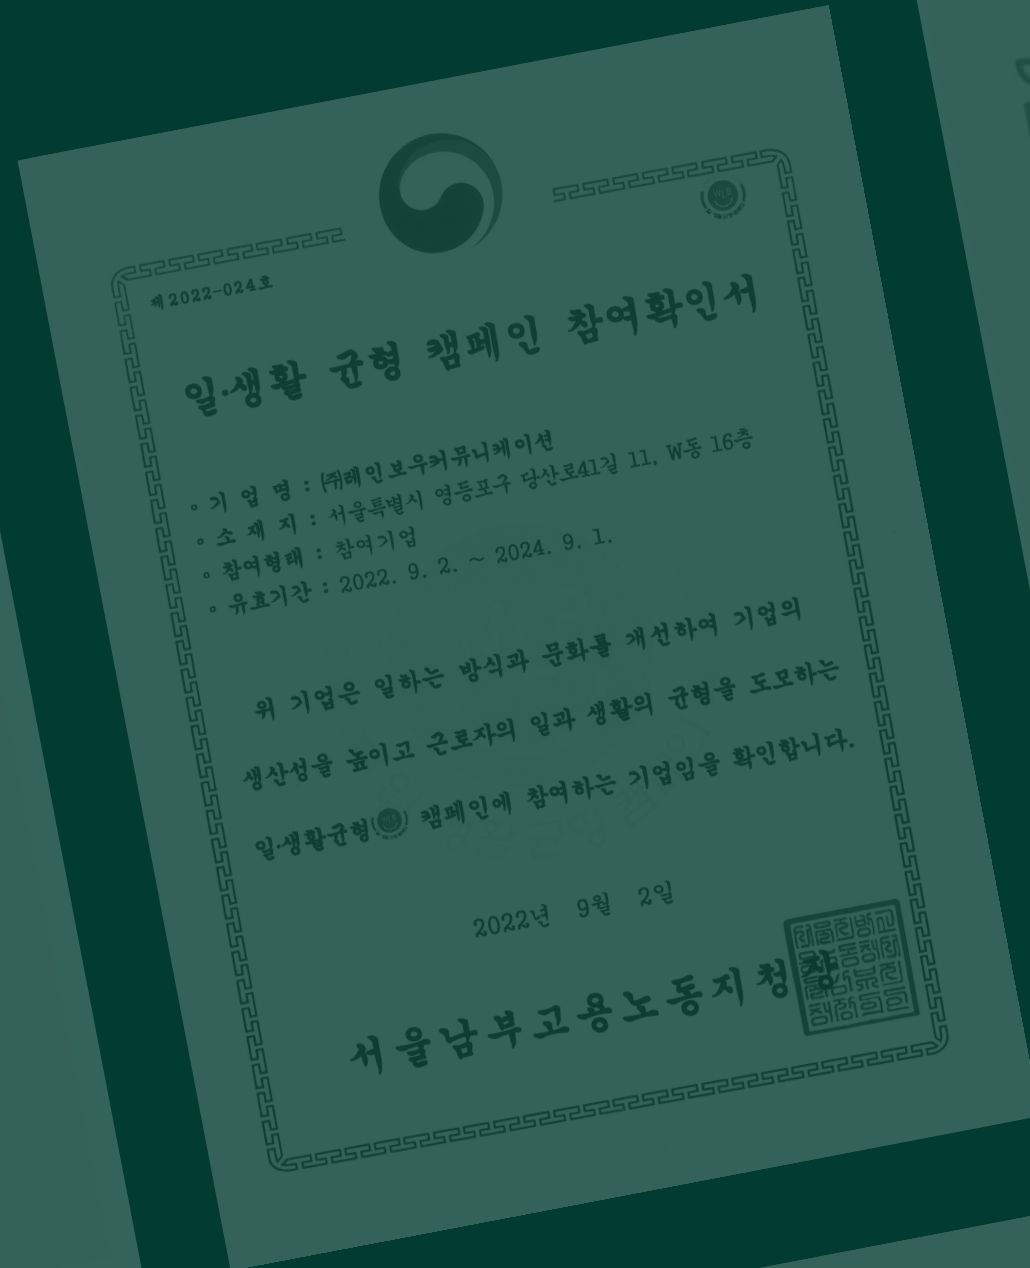 제2022-024호
일·생활 균형 캠페인 참여확인서
◦ 기 업 명 : ㈜레인보우커뮤니케이션
◦ 소 재 지 : 서울특별시 영등포구 당산로41길 11, W동 16층
◦ 참여형태 : 참여기업
◦ 유효기간 : 2022. 9. 2. ~ 2024. 9. 1.
위 기업은 일하는 방식과 문화를 개선하여 기업의
생산성을 높이고 근로자의 일과 생활의 균형을 도모하는
일·생활균형 캠페인에 참여하는 기업임을 확인합니다.
2022년 9월 2일
서울남부고용노동지청장